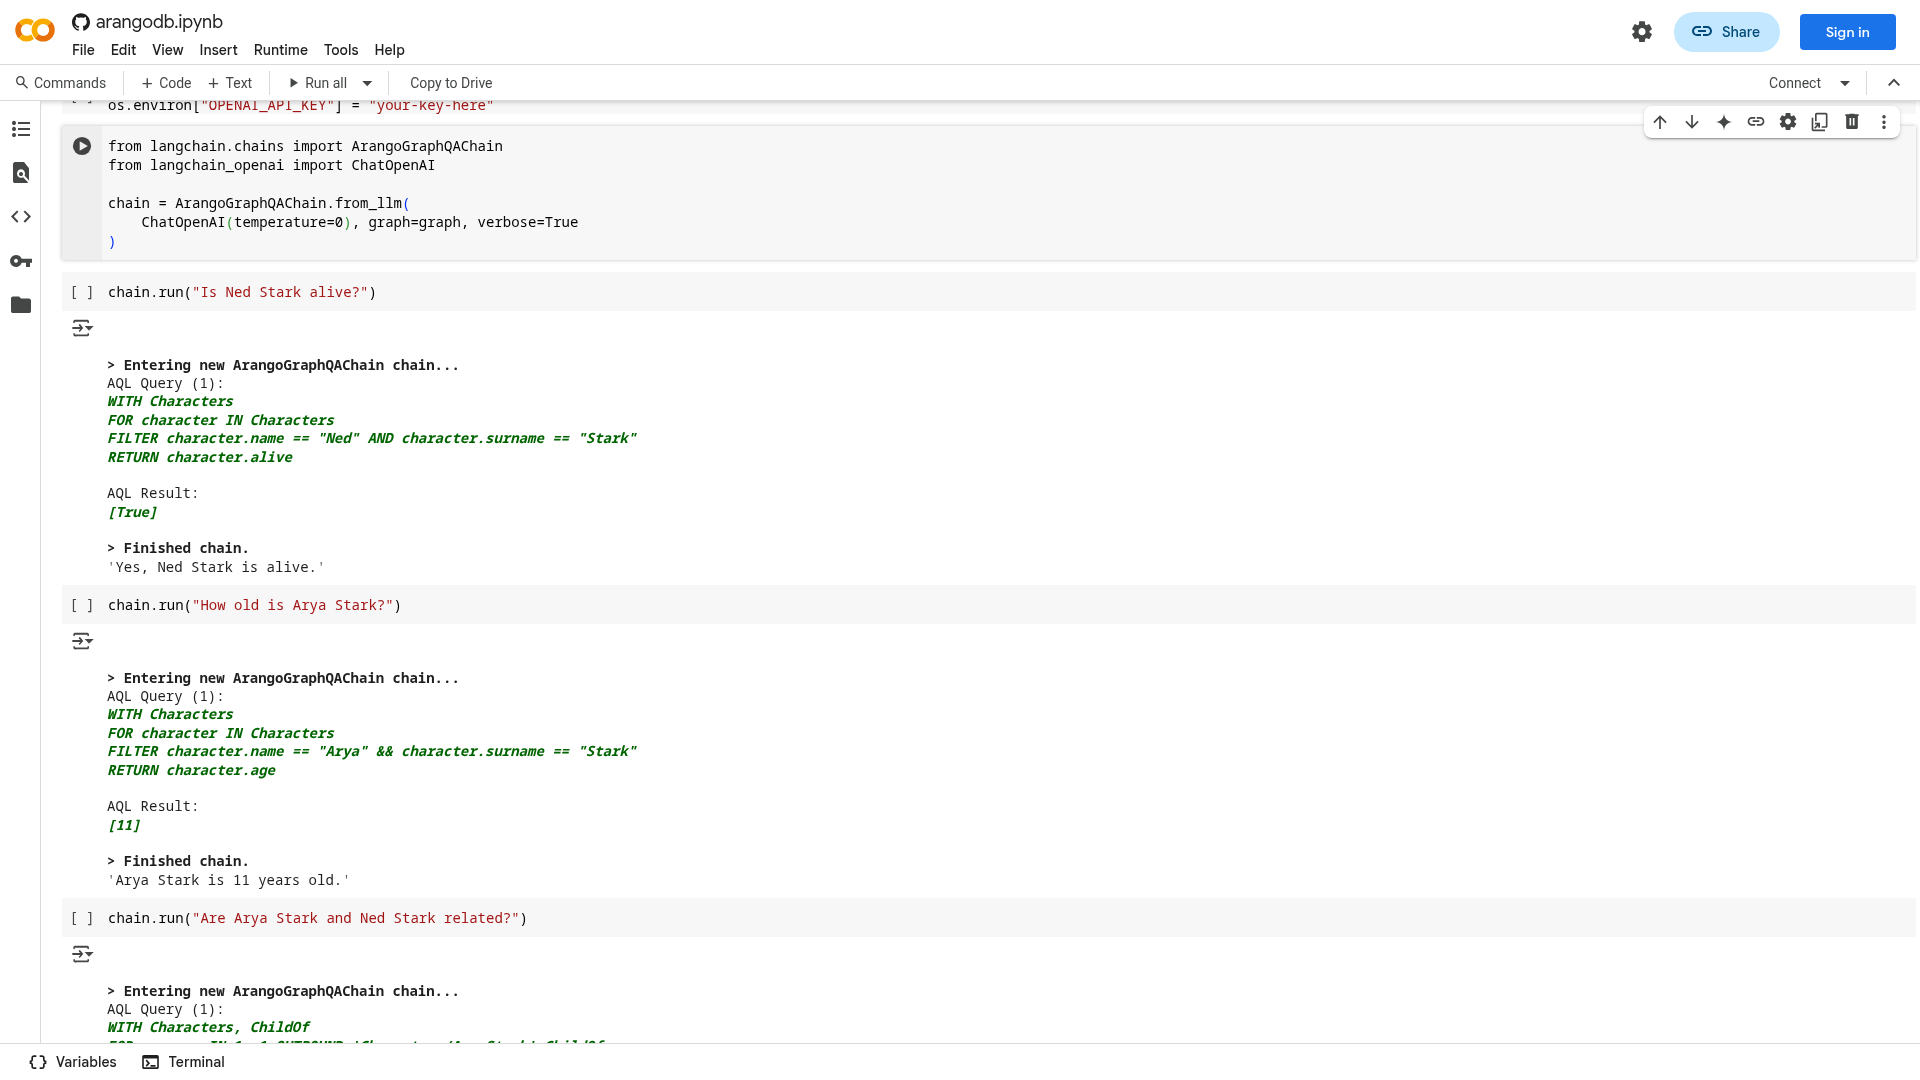 arangodb.ipynb
File Edit View Insert Runtime Tools Help
Share
Sign in
Commands + Code + Text Run all Copy to Drive
Connect
[ ] os.environ["OPENAI_API_KEY"] = "your-key-here"
from langchain.chains import ArangoGraphQAChain
from langchain_openai import ChatOpenAI
chain = ArangoGraphQAChain.from_llm(
ChatOpenAI(temperature=0), graph=graph, verbose=True
)
[ ] chain.run("Is Ned Stark alive?")
> Entering new ArangoGraphQAChain chain...
AQL Query (1):
WITH Characters
FOR character IN Characters
FILTER character.name == "Ned" AND character.surname == "Stark"
RETURN character.alive
AQL Result:
[True]
> Finished chain.
'Yes, Ned Stark is alive.'
[ ] chain.run("How old is Arya Stark?")
> Entering new ArangoGraphQAChain chain...
AQL Query (1):
WITH Characters
FOR character IN Characters
FILTER character.name == "Arya" && character.surname == "Stark"
RETURN character.age
AQL Result:
[11]
> Finished chain.
'Arya Stark is 11 years old.'
[ ] chain.run("Are Arya Stark and Ned Stark related?")
> Entering new ArangoGraphQAChain chain...
AQL Query (1):
WITH Characters, ChildOf
{} Variables Terminal